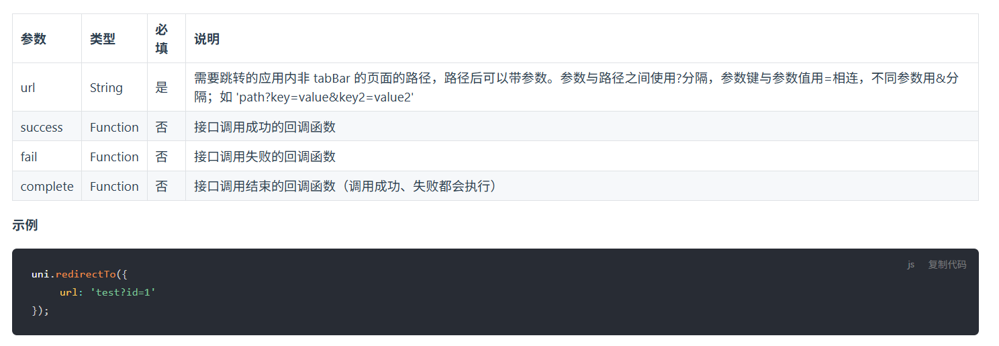 参数 类型 必填 说明
url String 是 需要跳转的应用内非 tabBar 的页面的路径，路径后可以带参数。参数与路径之间使用?分隔，参数键与参数值用=相连，不同参数用&分
隔；如 'path?key=value&key2=value2'
success Function 否 接口调用成功的回调函数
fail Function 否 接口调用失败的回调函数
complete Function 否 接口调用结束的回调函数（调用成功、失败都会执行）
示例
js 复制代码
uni.redirectTo({
url: 'test?id=1'
});